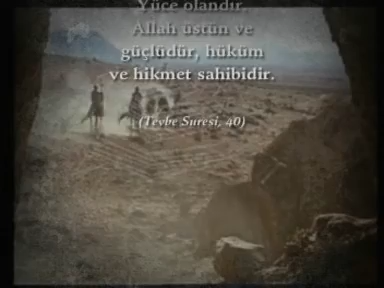 Yüce olandır.
Allah üstün ve
güçlüdür, hüküm
ve hikmet sahibidir.
(Tevbe Suresi, 40)